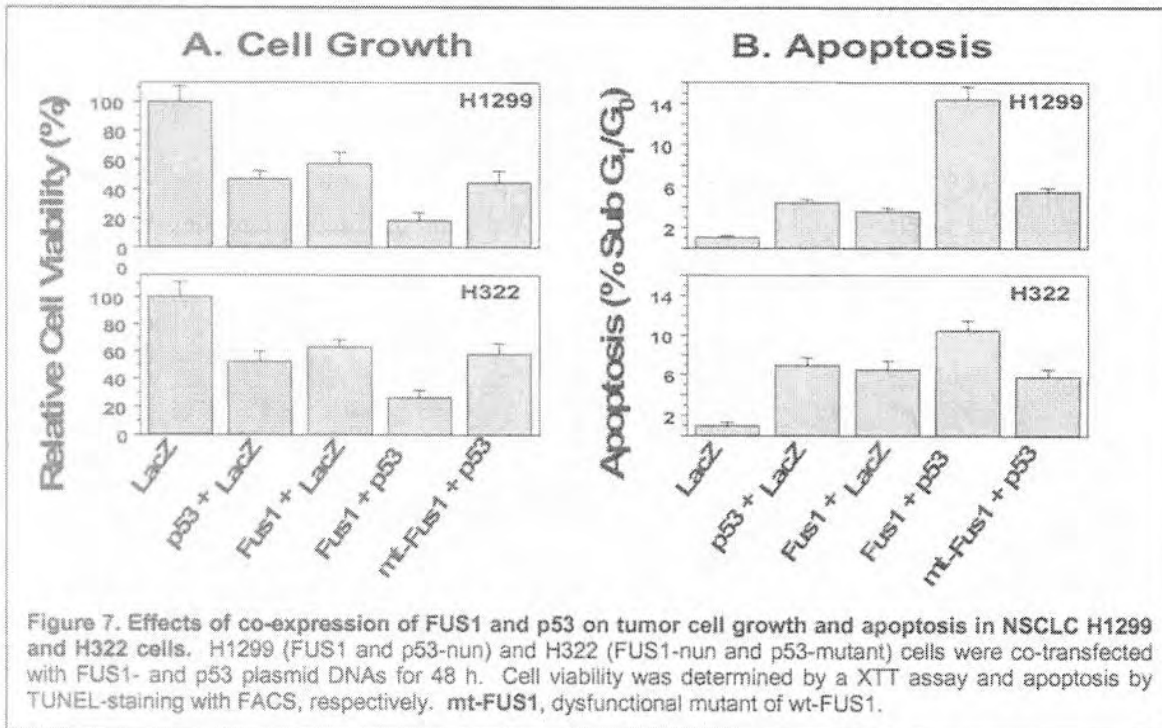 A. Cell Growth
B. Apoptosis
Relative Cell Viability (%)
100
80
60
40
20
0
H1299
0
100
80
60
40
20
0
H322
LacZ
p53 + LacZ
Fus1 + LacZ
Fus1 + p53
mt-Fus1 + p53
Apoptosis (% Sub G1/G0)
14
10
6
4
2
H1299
14
10
6
4
2
H322
LacZ
p53 + LacZ
Fus1 + LacZ
Fus1 + p53
mt-Fus1 + p53
Figure 7. Effects of co-expression of FUS1 and p53 on tumor cell growth and apoptosis in NSCLC H1299
and H322 cells. H1299 (FUS1 and p53-nun) and H322 (FUS1-nun and p53-mutant) cells were co-transfected
with FUS1- and p53 plasmid DNAs for 48 h. Cell viability was determined by a XTT assay and apoptosis by
TUNEL-staining with FACS, respectively. mt-FUS1, dysfunctional mutant of wt-FUS1.